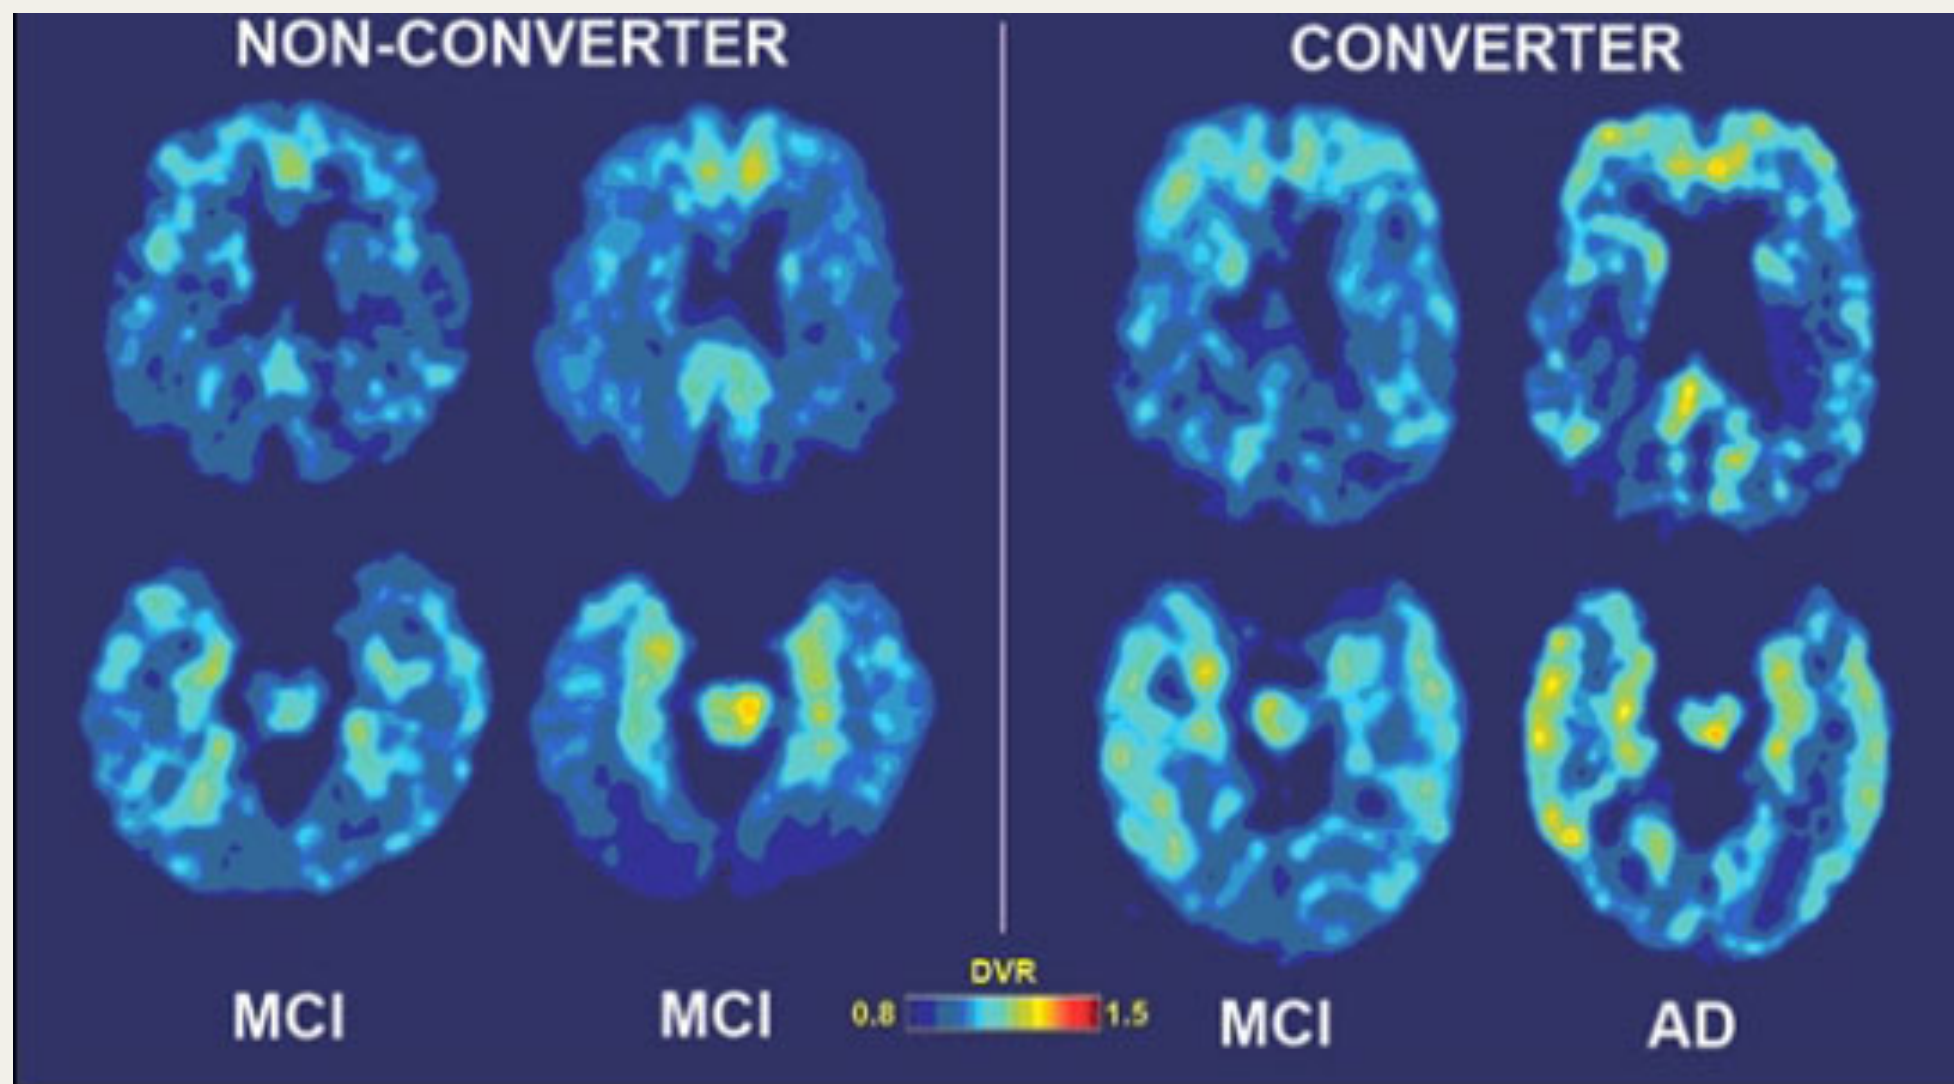 NON-CONVERTER
CONVERTER
DVR
0.8 1.5
MCI
MCI
MCI
AD